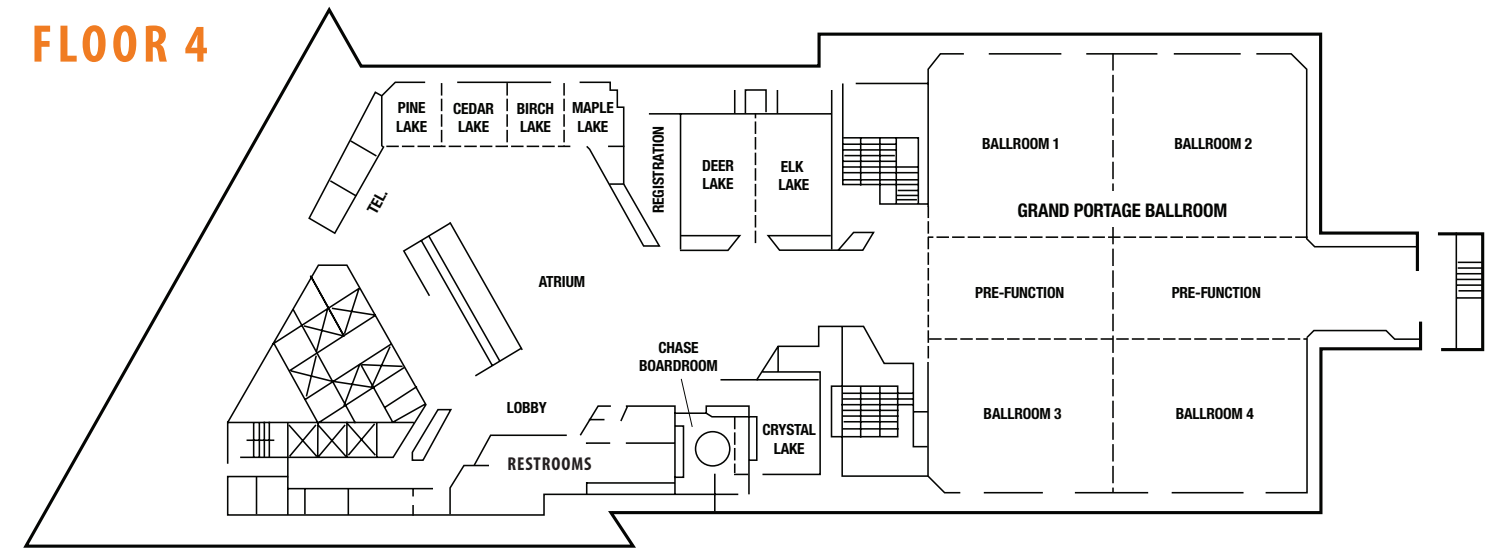 FLOOR 4
PINE
LAKE
CEDAR
LAKE
BIRCH
LAKE
MAPLE
LAKE
TEL.
REGISTRATION
DEER
LAKE
ELK
LAKE
BALLROOM 1
BALLROOM 2
GRAND PORTAGE BALLROOM
ATRIUM
PRE-FUNCTION
PRE-FUNCTION
CHASE
BOARDROOM
LOBBY
RESTROOMS
CRYSTAL
LAKE
BALLROOM 3
BALLROOM 4